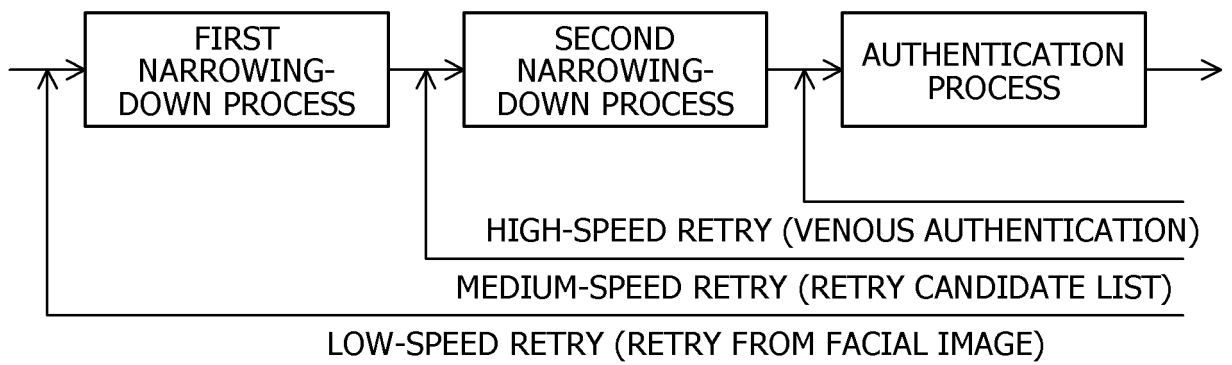 FIRST
NARROWING-
DOWN PROCESS
SECOND
NARROWING-
DOWN PROCESS
AUTHENTICATION
PROCESS
HIGH-SPEED RETRY (VENOUS AUTHENTICATION)
MEDIUM-SPEED RETRY (RETRY CANDIDATE LIST)
LOW-SPEED RETRY (RETRY FROM FACIAL IMAGE)